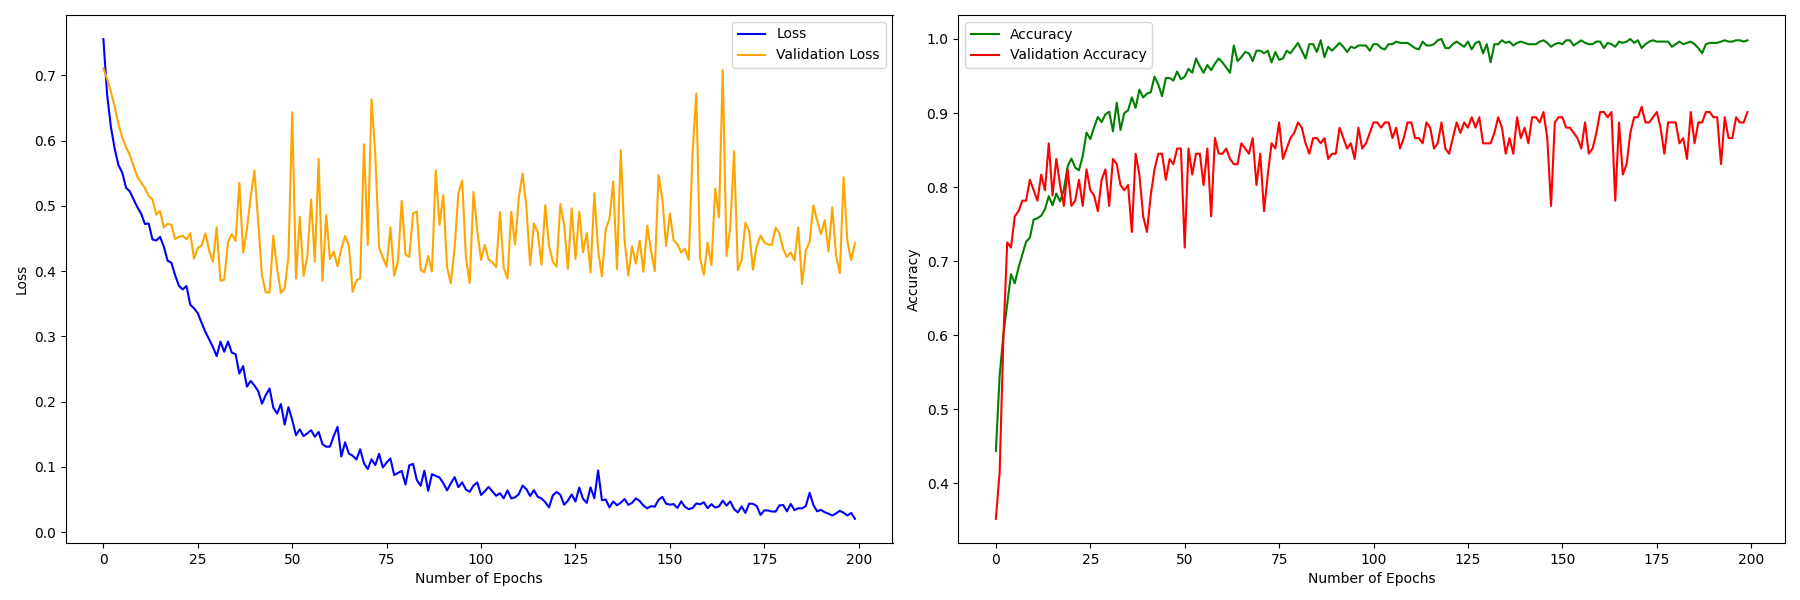 Loss
Validation Loss
0.7
0.6
0.5
0.4
0.3
0.2
0.1
0.0
Loss
0 25 50 75 100 125 150 175 200
Number of Epochs
Accuracy
Validation Accuracy
1.0
0.9
0.8
0.7
0.6
0.5
0.4
Accuracy
0 25 50 75 100 125 150 175 200
Number of Epochs